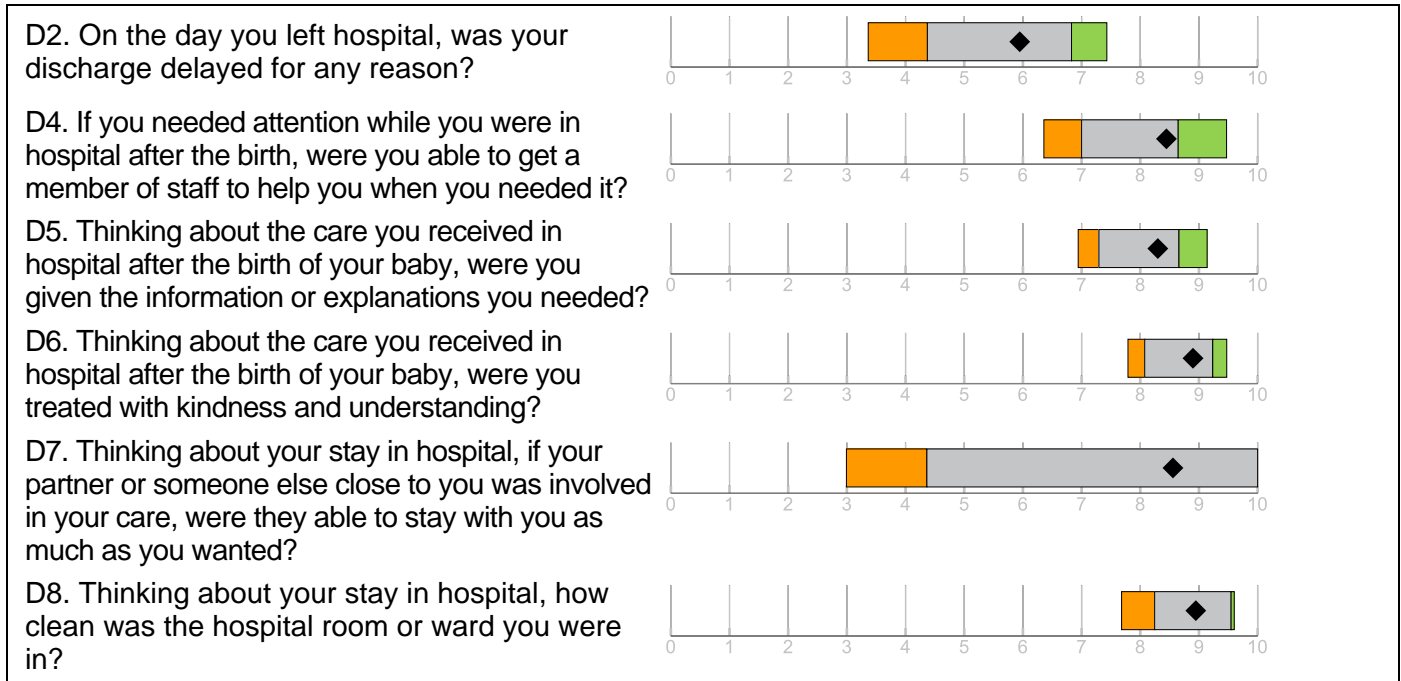 D2. On the day you left hospital, was your
discharge delayed for any reason?
0 1 2 3 4 5 6 7 8 9 10
D4. If you needed attention while you were in
hospital after the birth, were you able to get a
member of staff to help you when you needed it?
0 1 2 3 4 5 6 7 8 9 10
D5. Thinking about the care you received in
hospital after the birth of your baby, were you
given the information or explanations you needed?
0 1 2 3 4 5 6 7 8 9 10
D6. Thinking about the care you received in
hospital after the birth of your baby, were you
treated with kindness and understanding?
0 1 2 3 4 5 6 7 8 9 10
D7. Thinking about your stay in hospital, if your
partner or someone else close to you was involved
in your care, were they able to stay with you as
much as you wanted?
0 1 2 3 4 5 6 7 8 9 10
D8. Thinking about your stay in hospital, how
clean was the hospital room or ward you were
in?
0 1 2 3 4 5 6 7 8 9 10